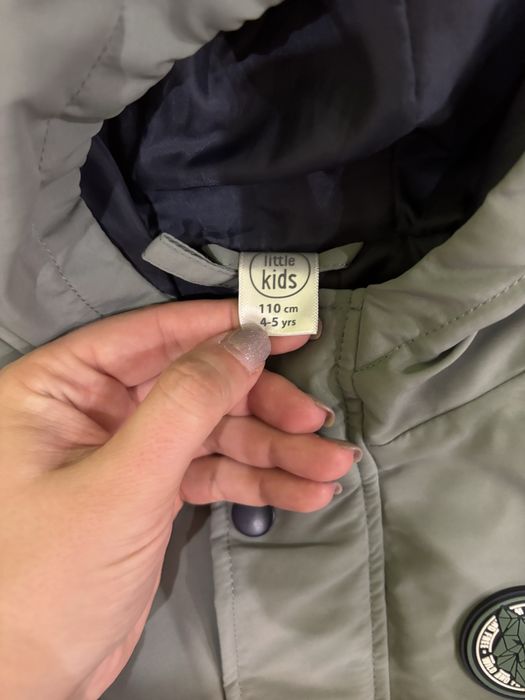 little
kids
110 cm
4-5 yrs